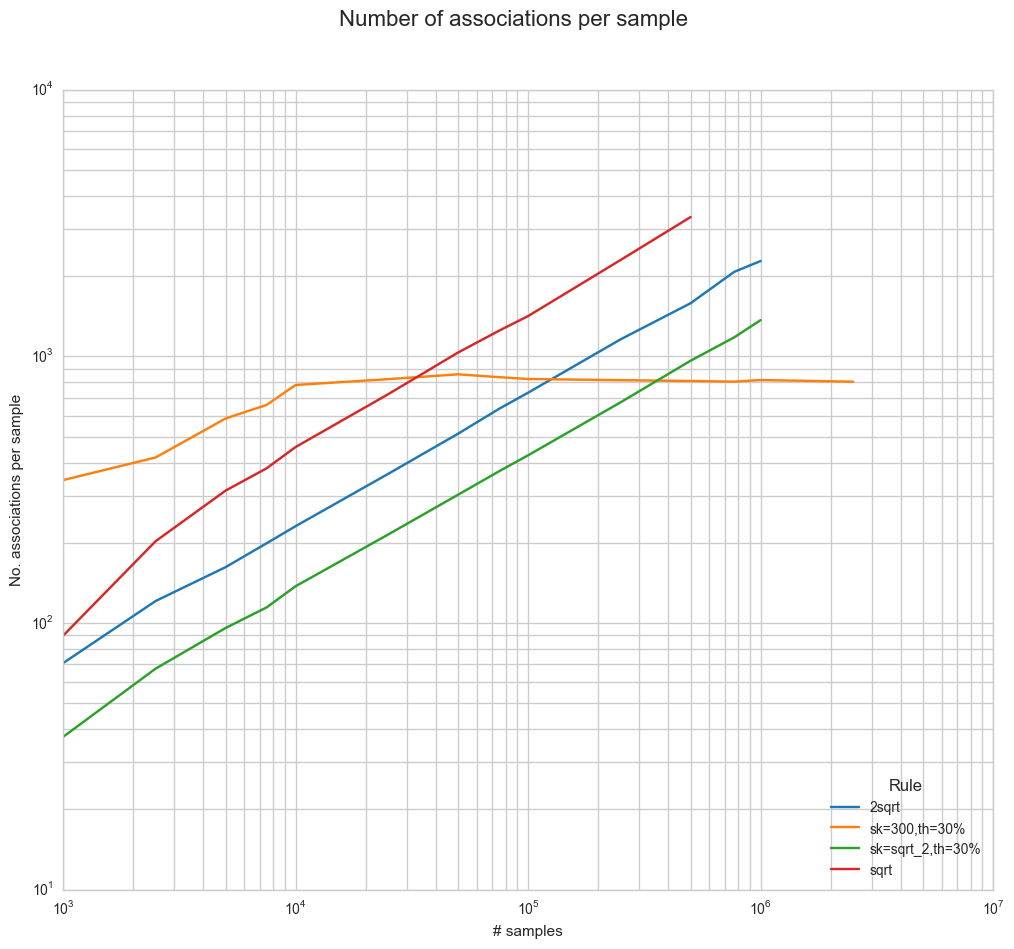 Number of associations per sample
10^4
10^3
10^2
10^1
No. associations per sample
10^3 10^4 10^5 10^6 10^7
# samples
Rule
2sqrt
sk=300,th=30%
sk=sqrt_2,th=30%
sqrt